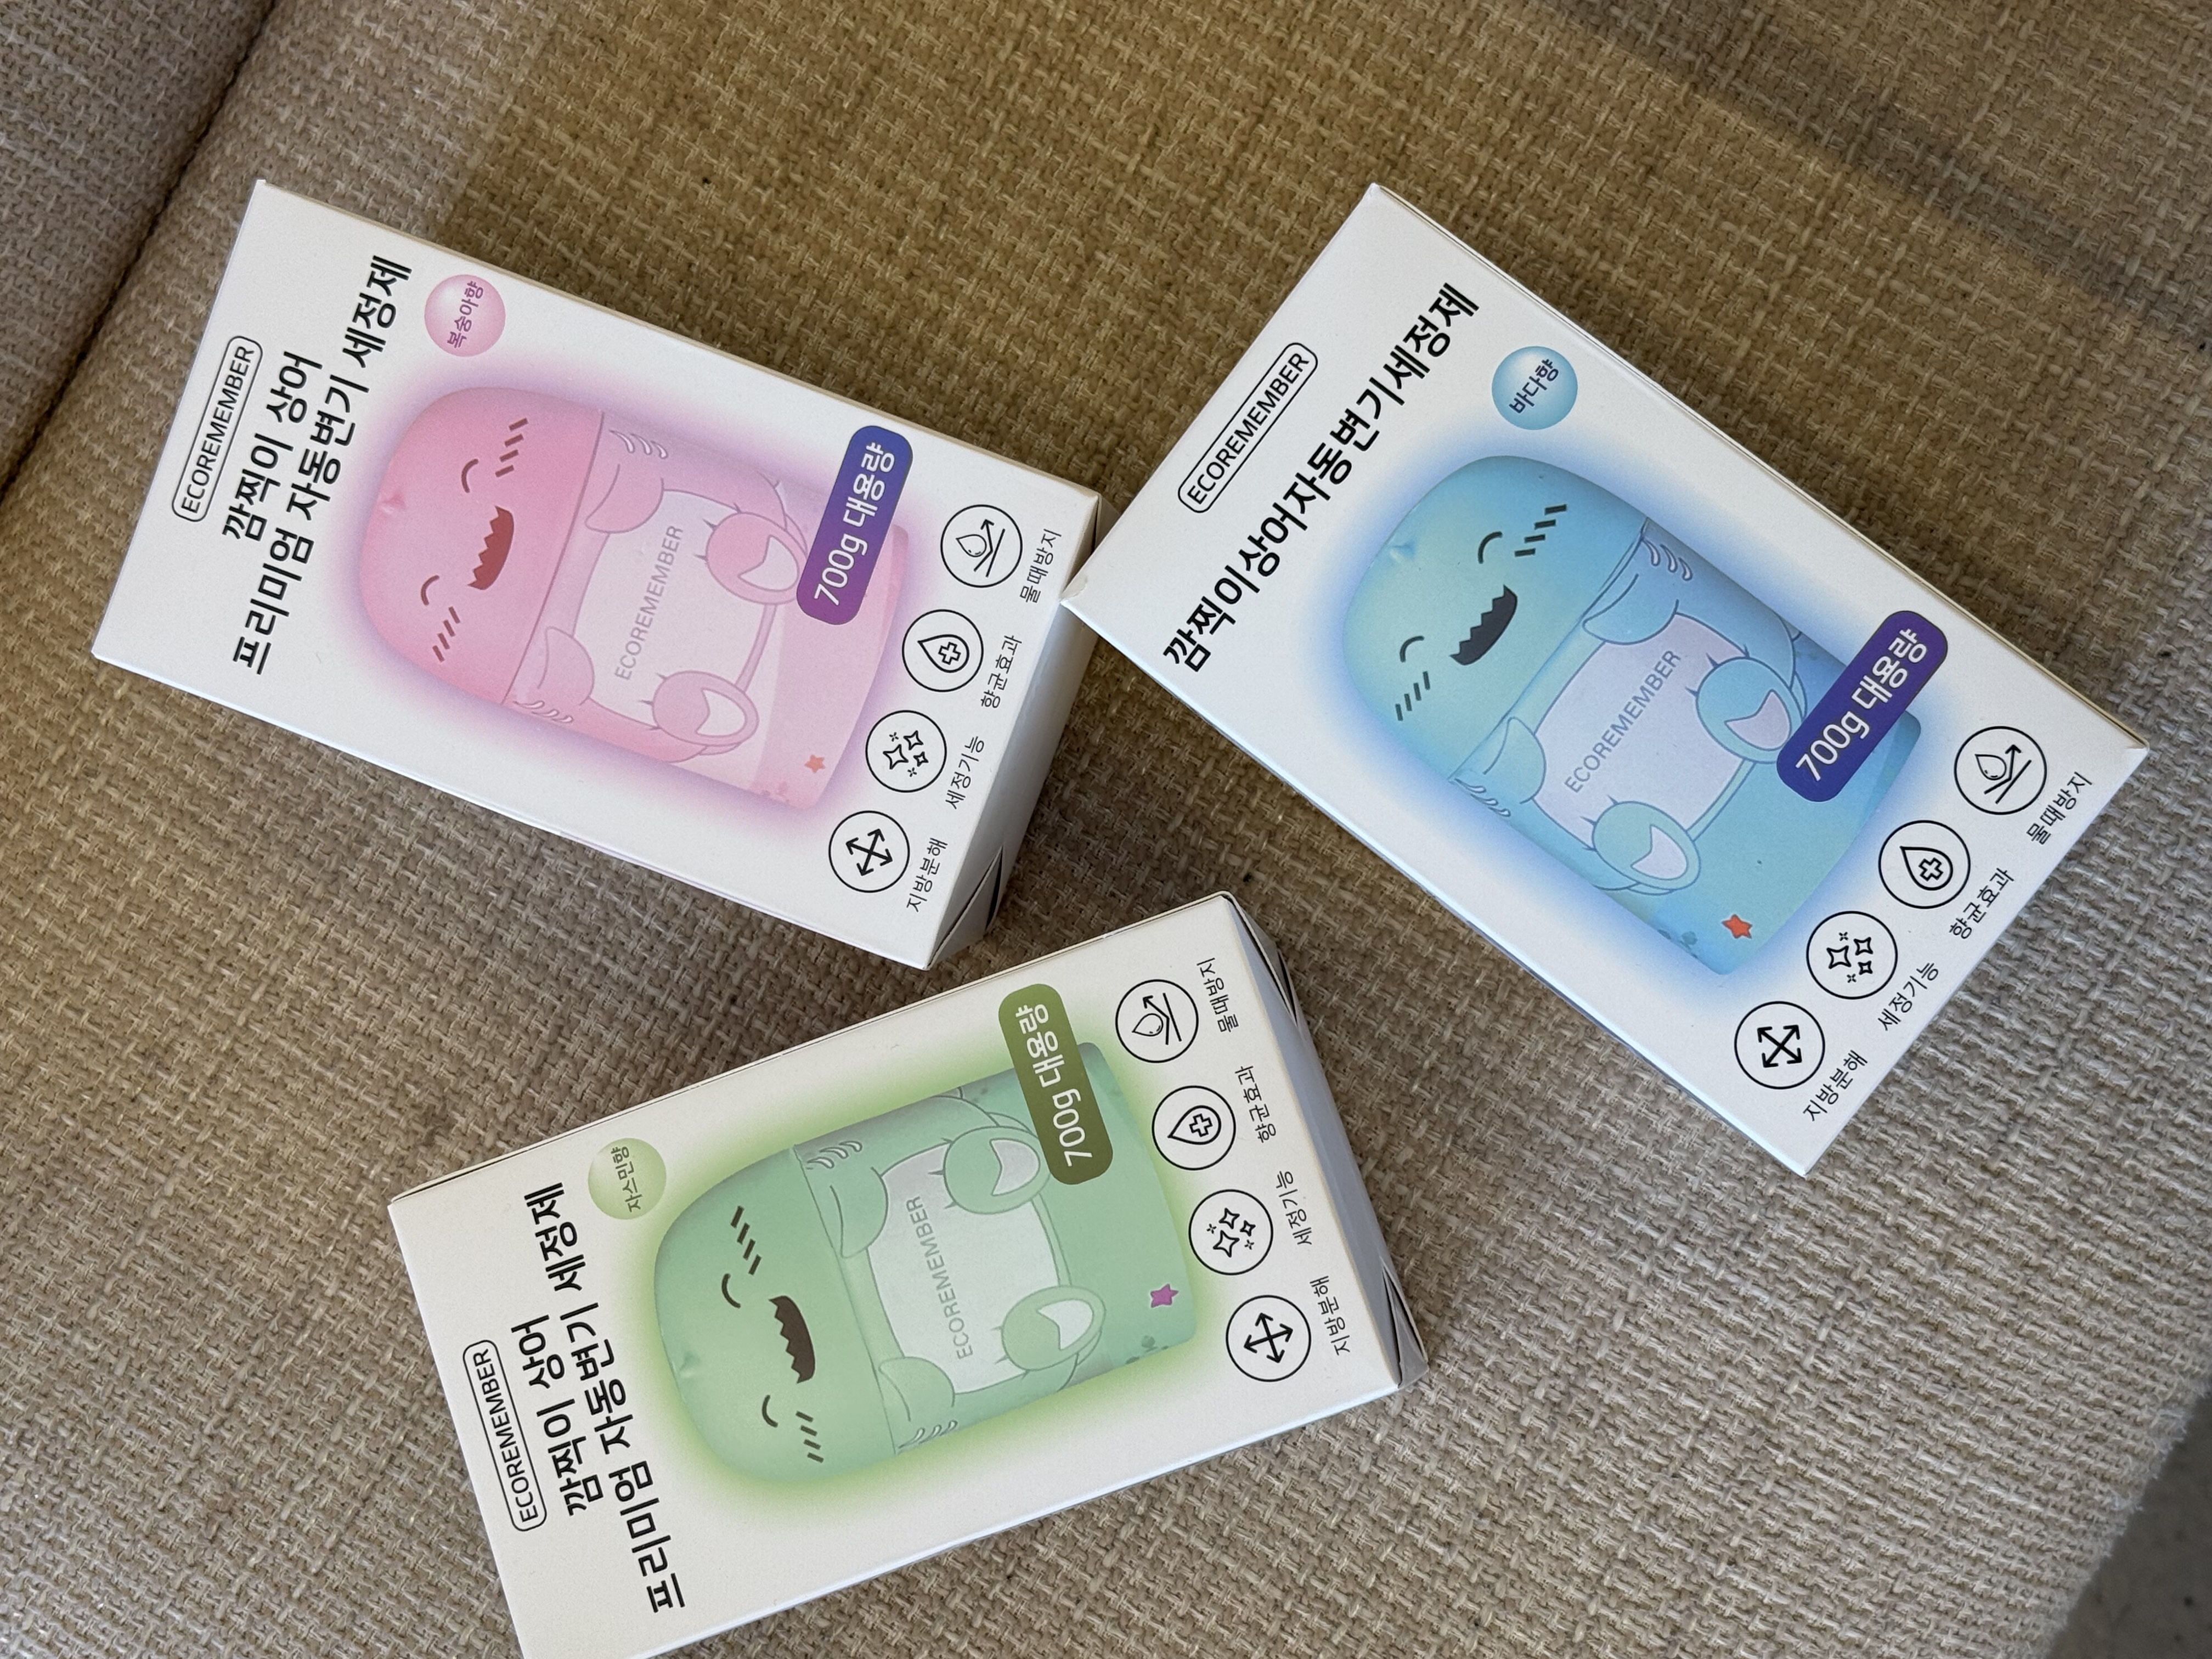 ECOREMEMBER
깜찍이 상어
프리미엄 자동변기 세정제
복숭아향
ECOREMEMBER
700g 대용량
지방분해
세정기능
향균효과
물때방지
ECOREMEMBER
깜찍이상어자동변기세정제
바다향
ECOREMEMBER
700g 대용량
지방분해
세정기능
향균효과
물때방지
ECOREMEMBER
깜찍이 상어
프리미엄 자동변기 세정제
자스민향
ECOREMEMBER
700g 대용량
지방분해
세정기능
향균효과
물때방지